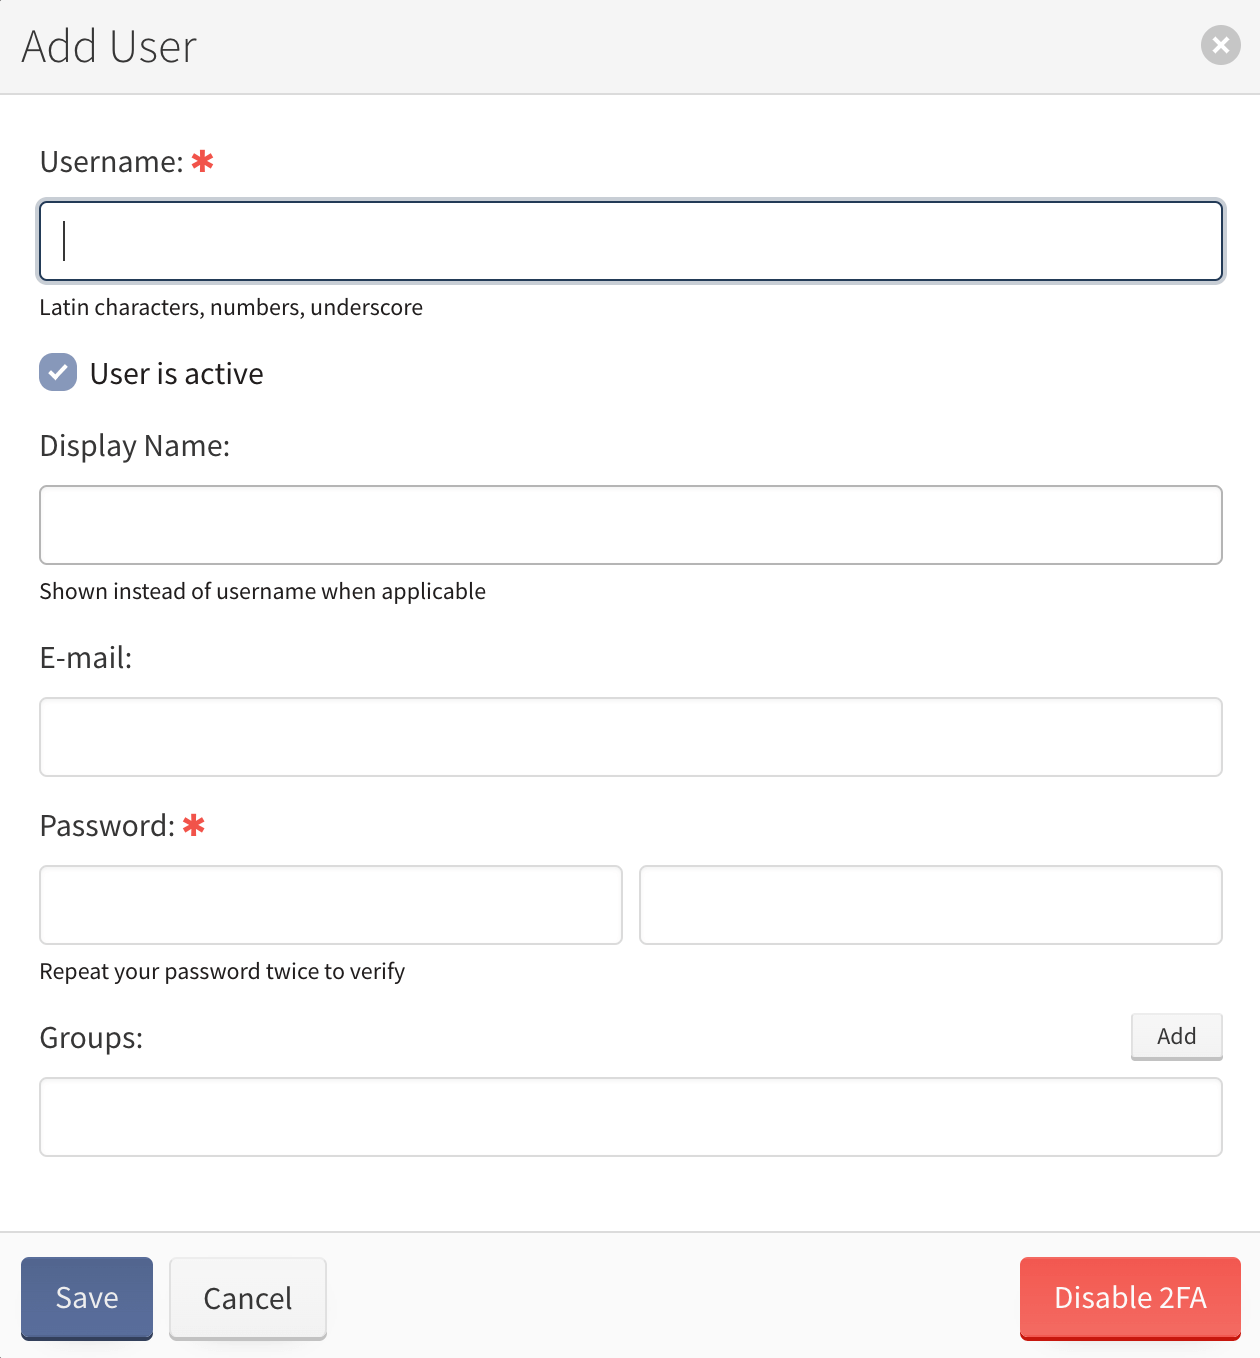 Add User
Username: *
Latin characters, numbers, underscore
User is active
Display Name:
Shown instead of username when applicable
E-mail:
Password: *
Repeat your password twice to verify
Groups:
Add
Save
Cancel
Disable 2FA